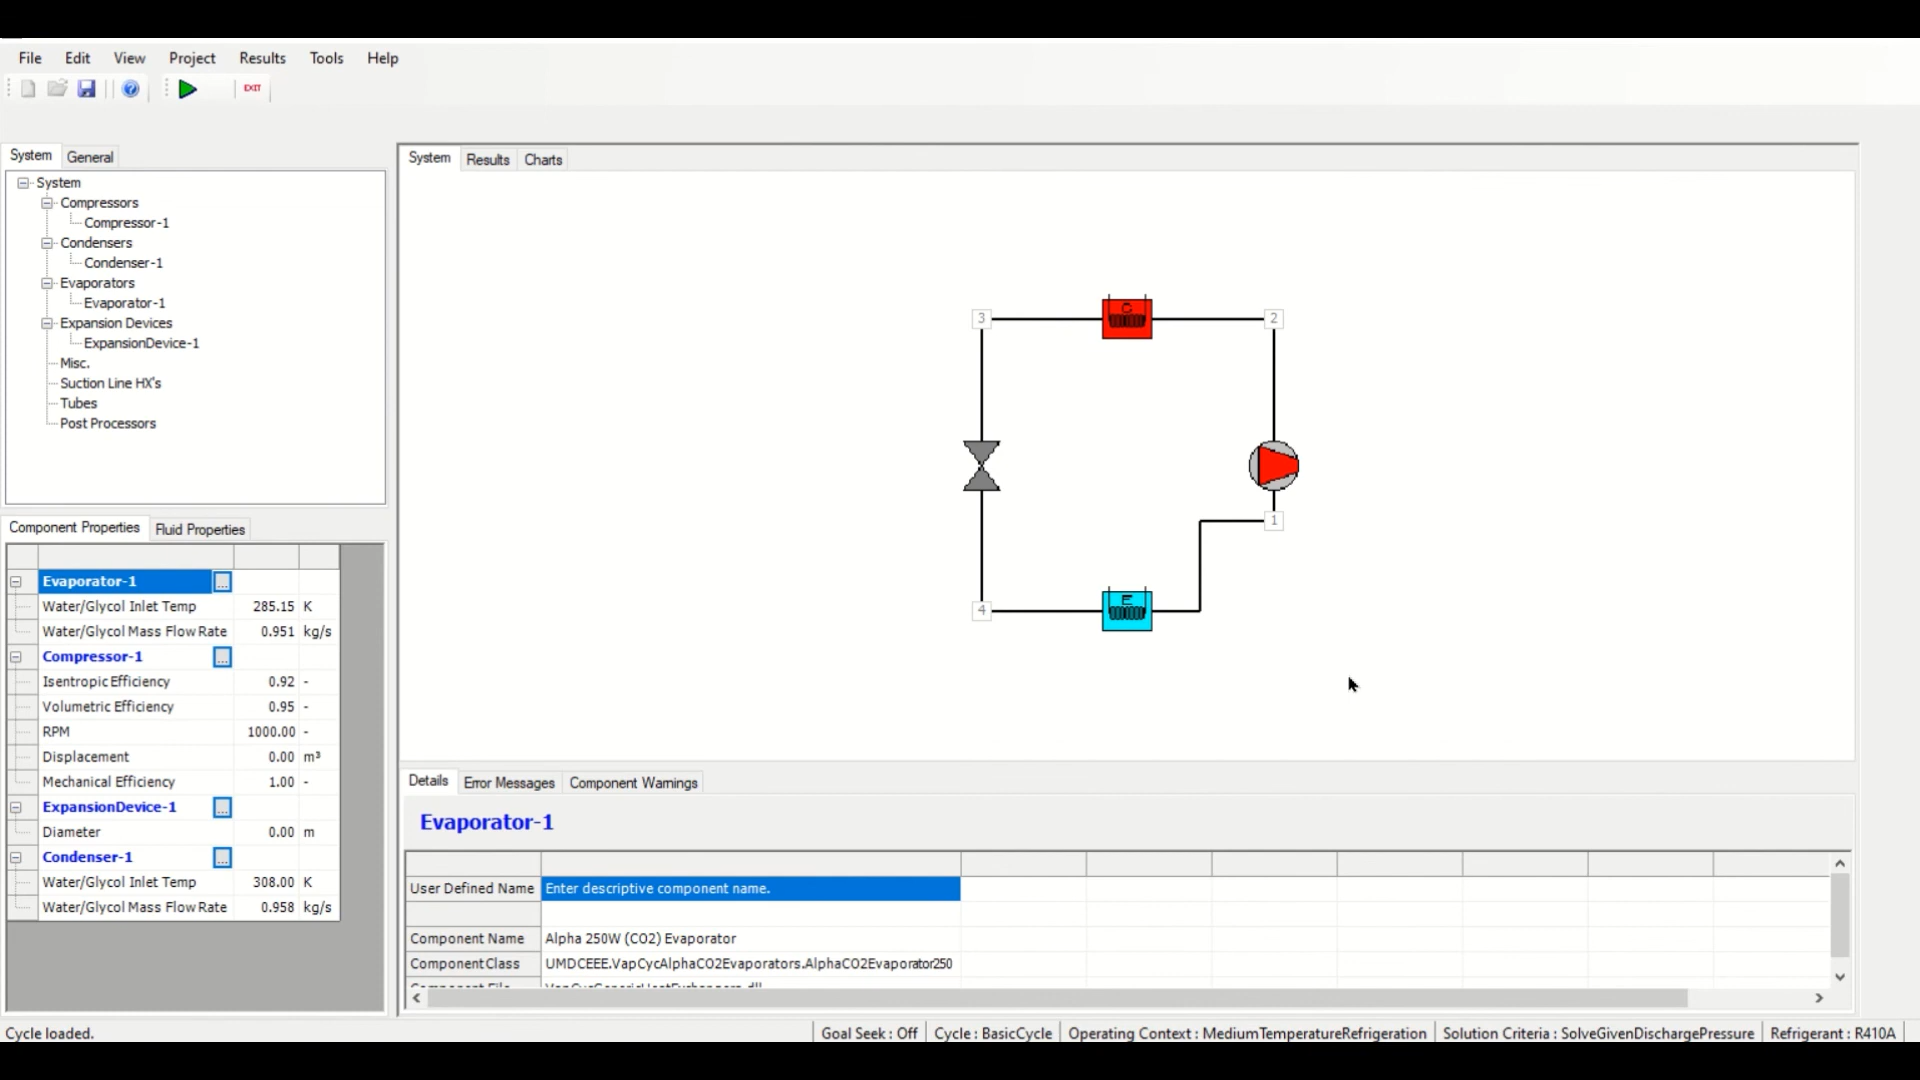 File Edit View Project Results Tools Help
EXIT
System General
System
Compressors
Compressor-1
Condensers
Condenser-1
Evaporators
Evaporator-1
Expansion Devices
ExpansionDevice-1
Misc.
Suction Line HX's
Tubes
Post Processors
Component Properties Fluid Properties
Evaporator-1 ...
Water/Glycol Inlet Temp 285.15 K
Water/Glycol Mass Flow Rate 0.951 kg/s
Compressor-1 ...
Isentropic Efficiency 0.92 -
Volumetric Efficiency 0.95 -
RPM 1000.00 -
Displacement 0.00 m³
Mechanical Efficiency 1.00 -
ExpansionDevice-1 ...
Diameter 0.00 m
Condenser-1 ...
Water/Glycol Inlet Temp 308.00 K
Water/Glycol Mass Flow Rate 0.958 kg/s
System Results Charts
3 C 2
1
4 E
Details Error Messages Component Warnings
Evaporator-1
User Defined Name Enter descriptive component name.
Component Name Alpha 250W (CO2) Evaporator
ComponentClass UMDCEEE.VapCycAlphaCO2Evaporators.AlphaCO2Evaporator250
Component File VapCycGenericHeatExchangers.dll
Cycle loaded. Goal Seek : Off Cycle : BasicCycle Operating Context : MediumTemperatureRefrigeration Solution Criteria : SolveGivenDischargePressure Refrigerant : R410A